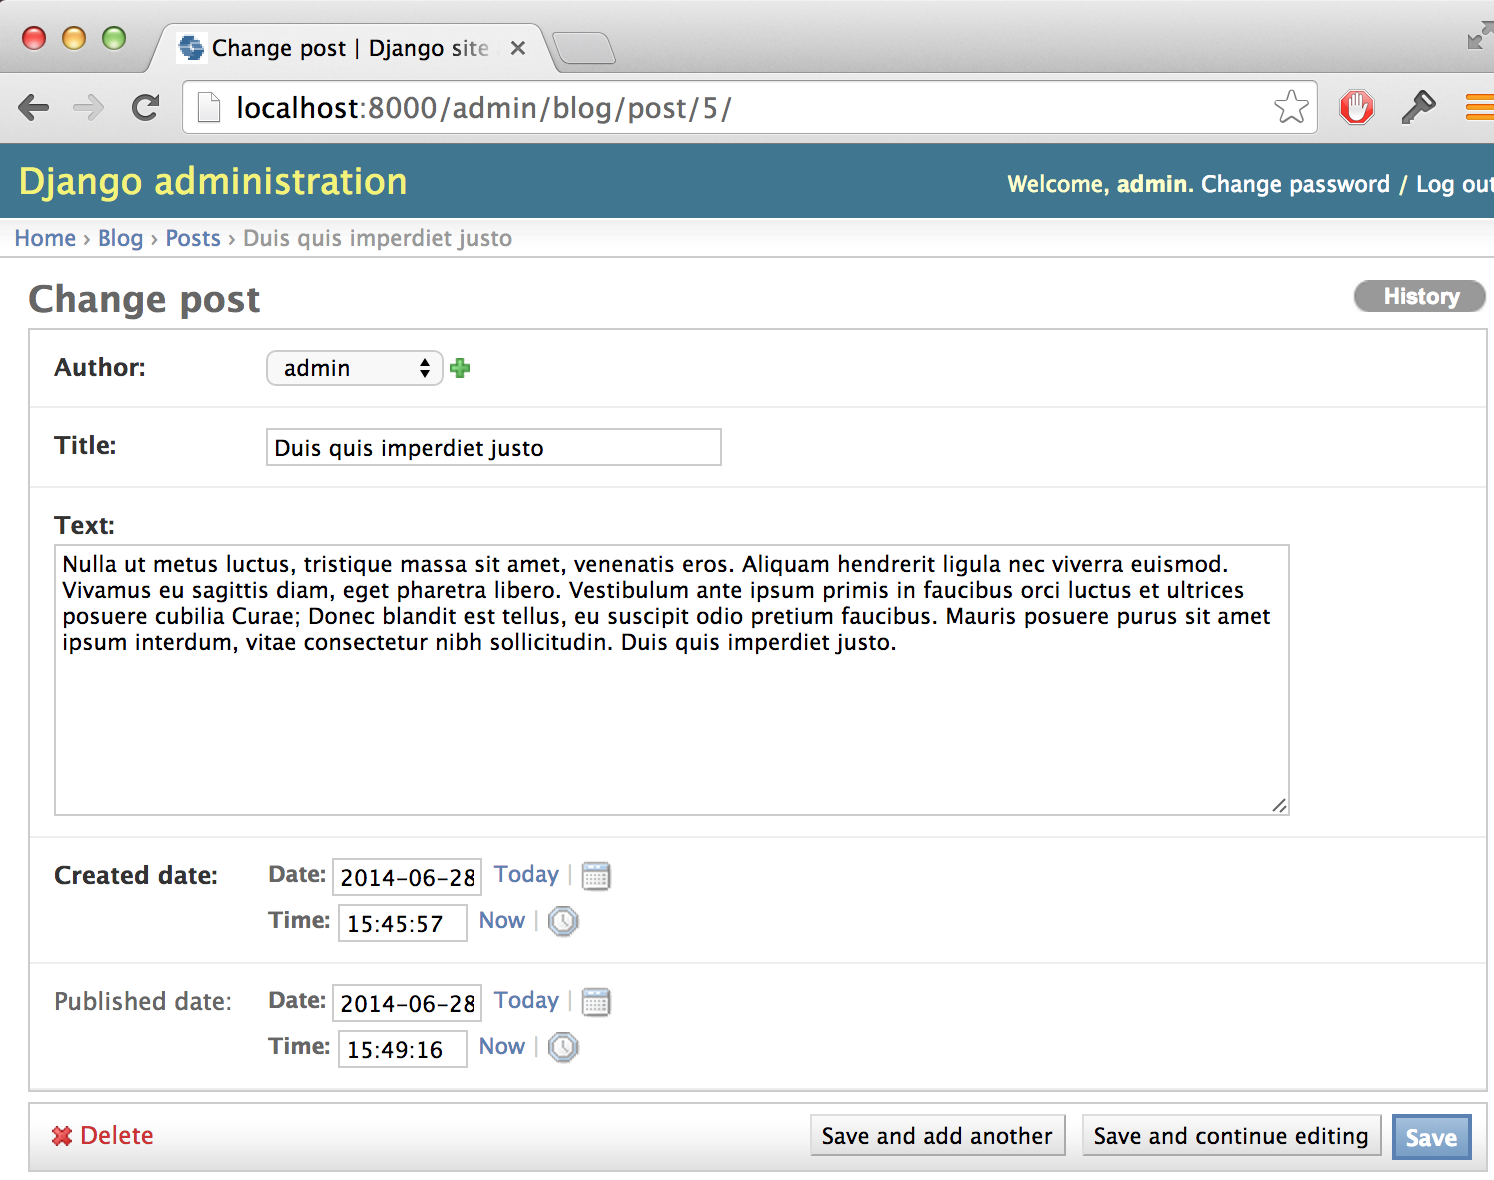 Change post | Django site
localhost:8000/admin/blog/post/5/
Django administration
Welcome, admin. Change password / Log out
Home › Blog › Posts › Duis quis imperdiet justo
Change post
History
Author: admin
Title: Duis quis imperdiet justo
Text:
Nulla ut metus luctus, tristique massa sit amet, venenatis eros. Aliquam hendrerit ligula nec viverra euismod.
Vivamus eu sagittis diam, eget pharetra libero. Vestibulum ante ipsum primis in faucibus orci luctus et ultrices
posuere cubilia Curae; Donec blandit est tellus, eu suscipit odio pretium faucibus. Mauris posuere purus sit amet
ipsum interdum, vitae consectetur nibh sollicitudin. Duis quis imperdiet justo.
Created date: Date: 2014-06-28 Today |
Time: 15:45:57 Now |
Published date: Date: 2014-06-28 Today |
Time: 15:49:16 Now |
Delete Save and add another Save and continue editing Save